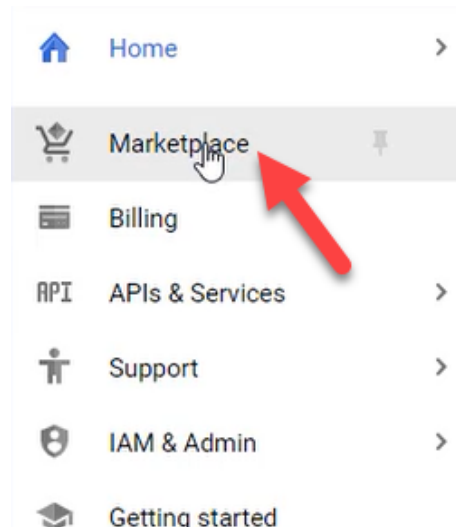 Home
Marketplace
Billing
API APIs & Services
Support
IAM & Admin
Getting started